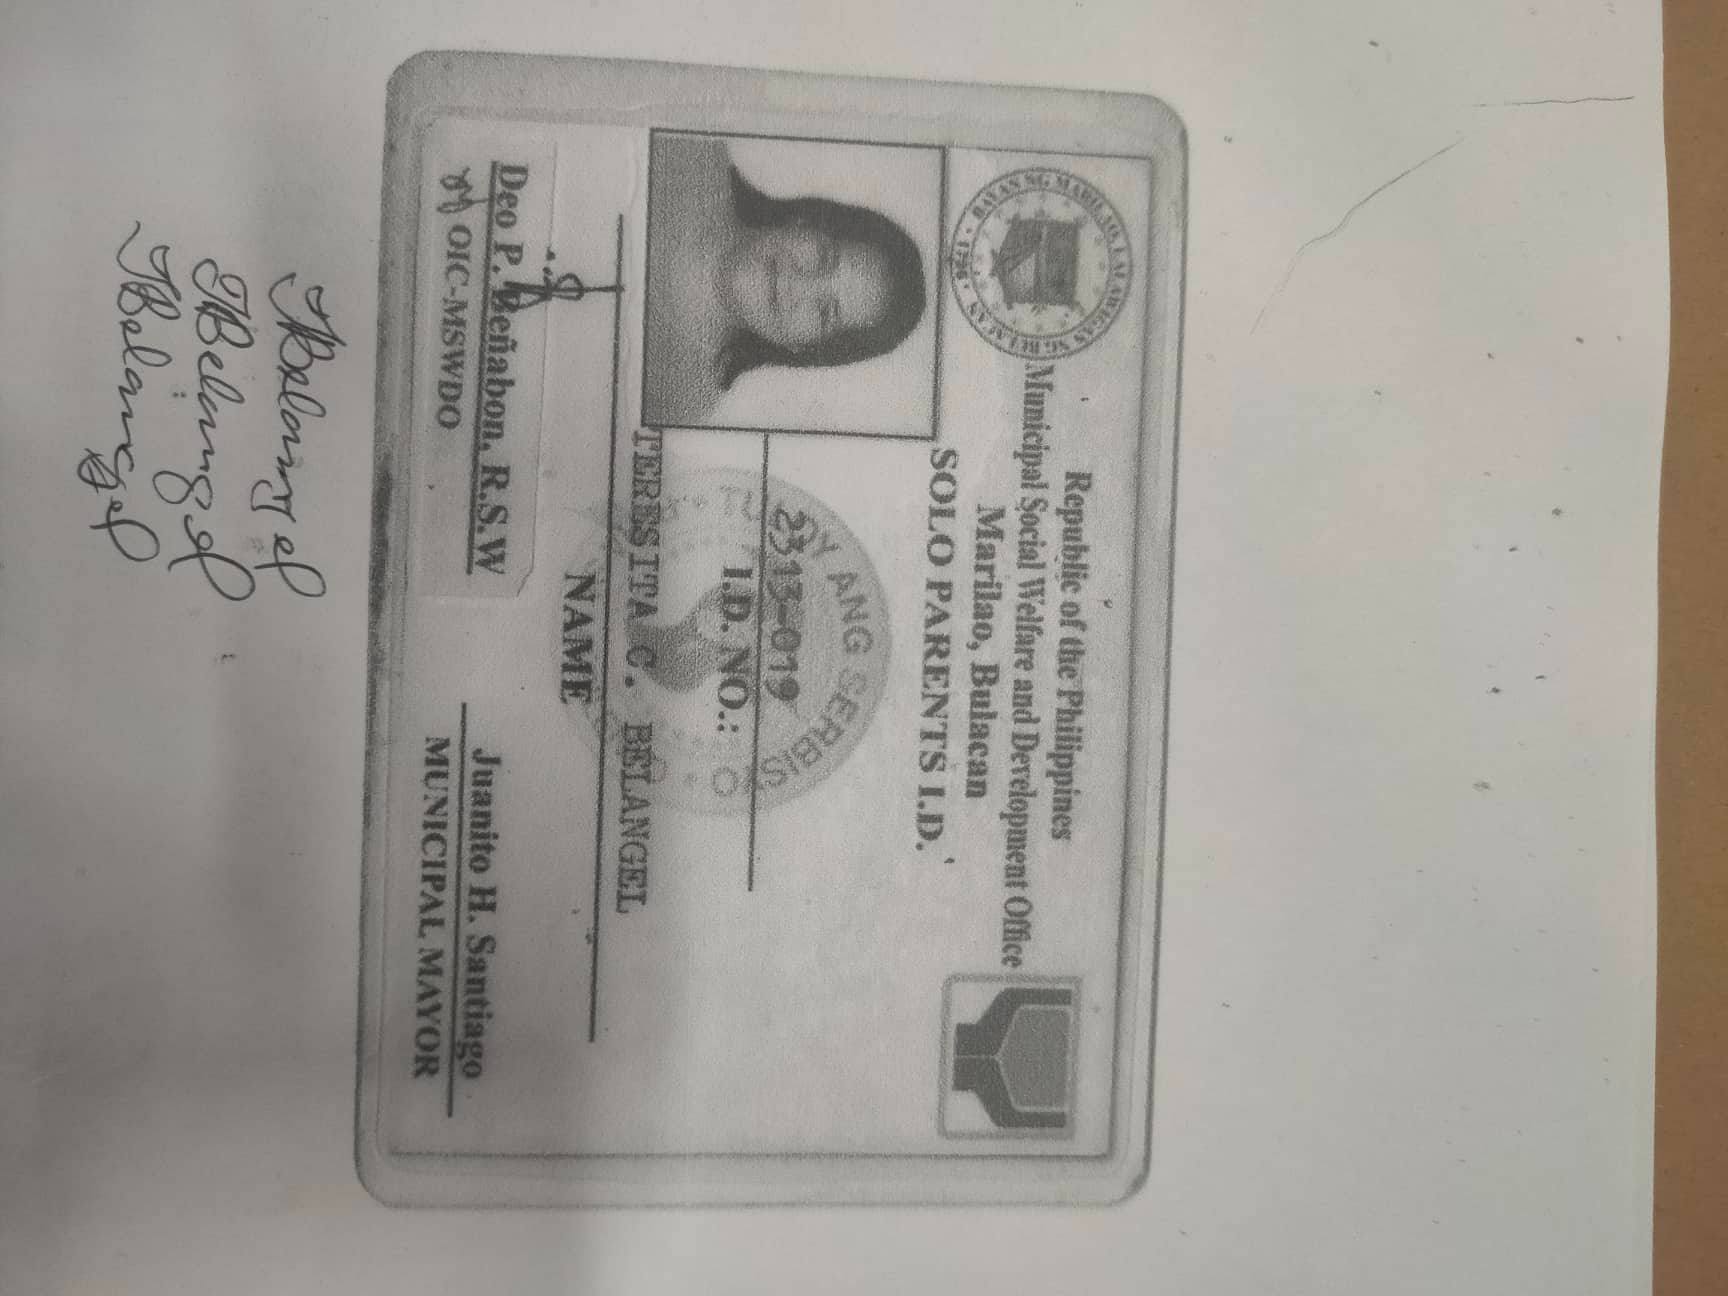 BAYAN NG MARILAO, LALAWIGAN NG BULACAN
Republic of the Philippines
Municipal Social Welfare and Development Office
Marilao, Bulacan
SOLO PARENTS I.D.
TULOY ANG SERBISYO
2313-019
I.D. NO.:
TERESITA C. BELANGEL
NAME
Deo P. Peñabon, R.S.W
OIC-MSWDO
Juanito H. Santiago
MUNICIPAL MAYOR
TBelangel
TBelangel
TBelangel